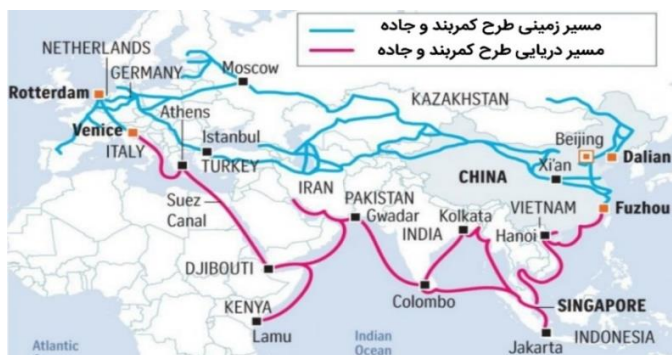 مسیر زمینی طرح کمربند و جاده
مسیر دریایی طرح کمربند و جاده
NETHERLANDS
GERMANY
Moscow
Rotterdam
Athens
KAZAKHSTAN
Venice
Istanbul
Beijing
ITALY
TURKEY
Xi'an
Dalian
CHINA
Suez
Canal
IRAN
PAKISTAN
Gwadar
Kolkata
INDIA
VIETNAM
Hanoi
Fuzhou
DJIBOUTI
KENYA
Lamu
Colombo
SINGAPORE
INDONESIA
Jakarta
Atlantic
Ocean
Indian
Ocean